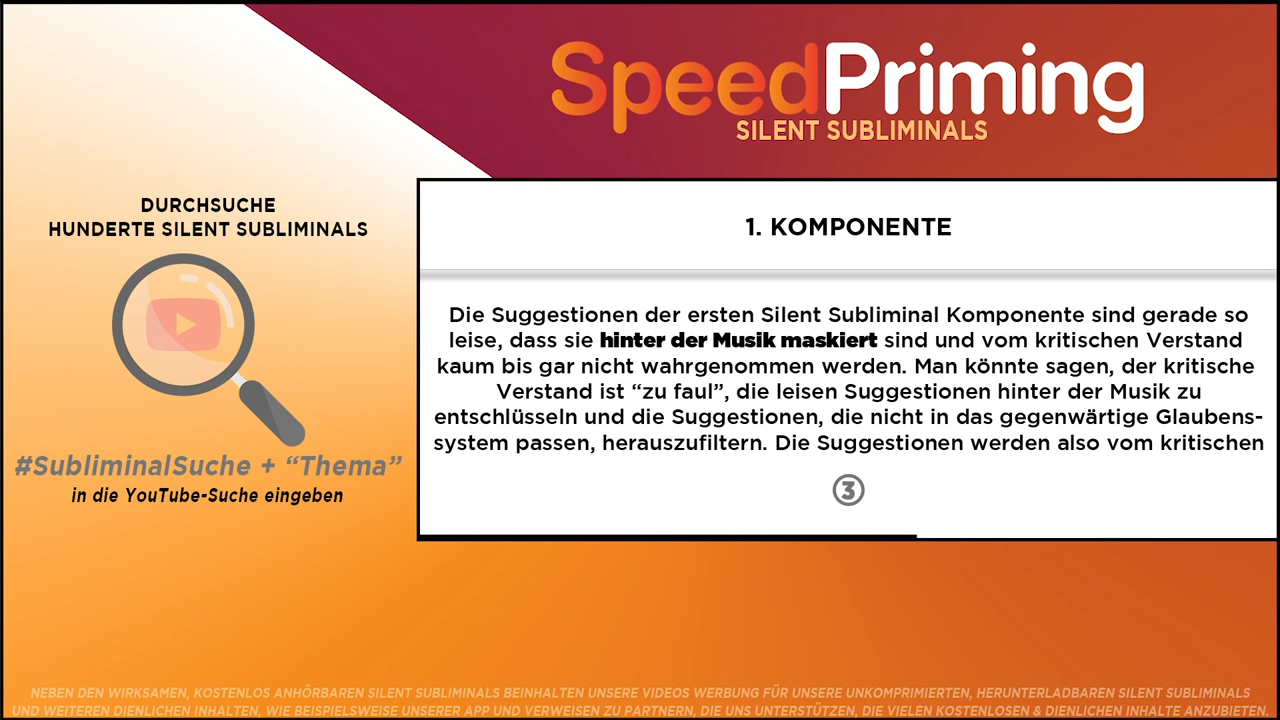 SpeedPriming
SILENT SUBLIMINALS
DURCHSUCHE
HUNDERTE SILENT SUBLIMINALS
#SubliminalSuche + “Thema”
in die YouTube-Suche eingeben
1. KOMPONENTE
Die Suggestionen der ersten Silent Subliminal Komponente sind gerade so
leise, dass sie hinter der Musik maskiert sind und vom kritischen Verstand
kaum bis gar nicht wahrgenommen werden. Man könnte sagen, der kritische
Verstand ist “zu faul”, die leisen Suggestionen hinter der Musik zu
entschlüsseln und die Suggestionen, die nicht in das gegenwärtige Glaubens-
system passen, herauszufiltern. Die Suggestionen werden also vom kritischen
3
NEBEN DEN WIRKSAMEN, KOSTENLOS ANHÖRBAREN SILENT SUBLIMINALS BEINHALTEN UNSERE VIDEOS WERBUNG FÜR UNSERE UNKOMPRIMIERTEN, HERUNTERLADBAREN SILENT SUBLIMINALS
UND WEITEREN DIENLICHEN INHALTEN, WIE BEISPIELSWEISE UNSERER APP UND VERWEISEN ZU PARTNERN, DIE UNS UNTERSTÜTZEN, DIE VIELEN KOSTENLOSEN & DIENLICHEN INHALTE ANZUBIETEN.